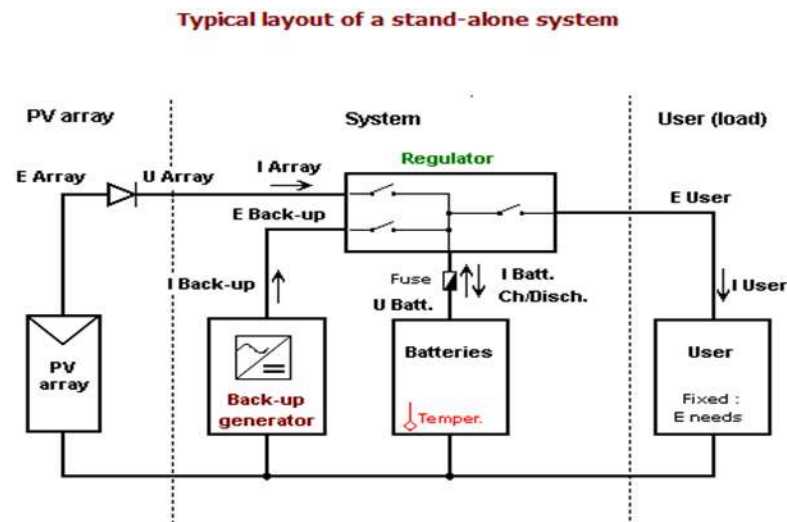 Typical layout of a stand-alone system
PV array
System
User (load)
Regulator
I Array
E Array
U Array
E User
E Back-up
I Back-up
Fuse
I Batt.
Ch/Disch.
U Batt.
I User
PV
array
Back-up
generator
Batteries
Temper.
User
Fixed :
E needs